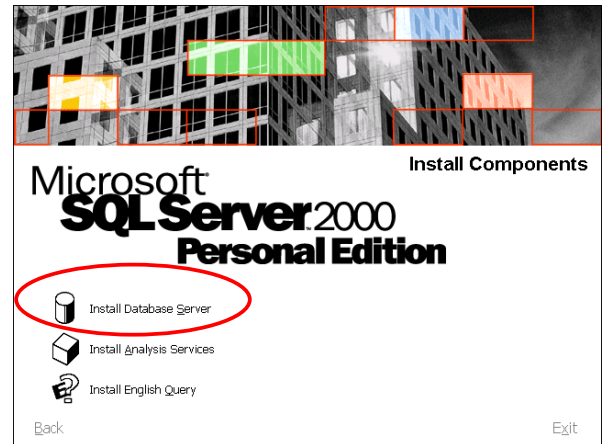 Install Components
Microsoft
SQL Server 2000
Personal Edition
Install Database Server
Install Analysis Services
Install English Query
Back
Exit